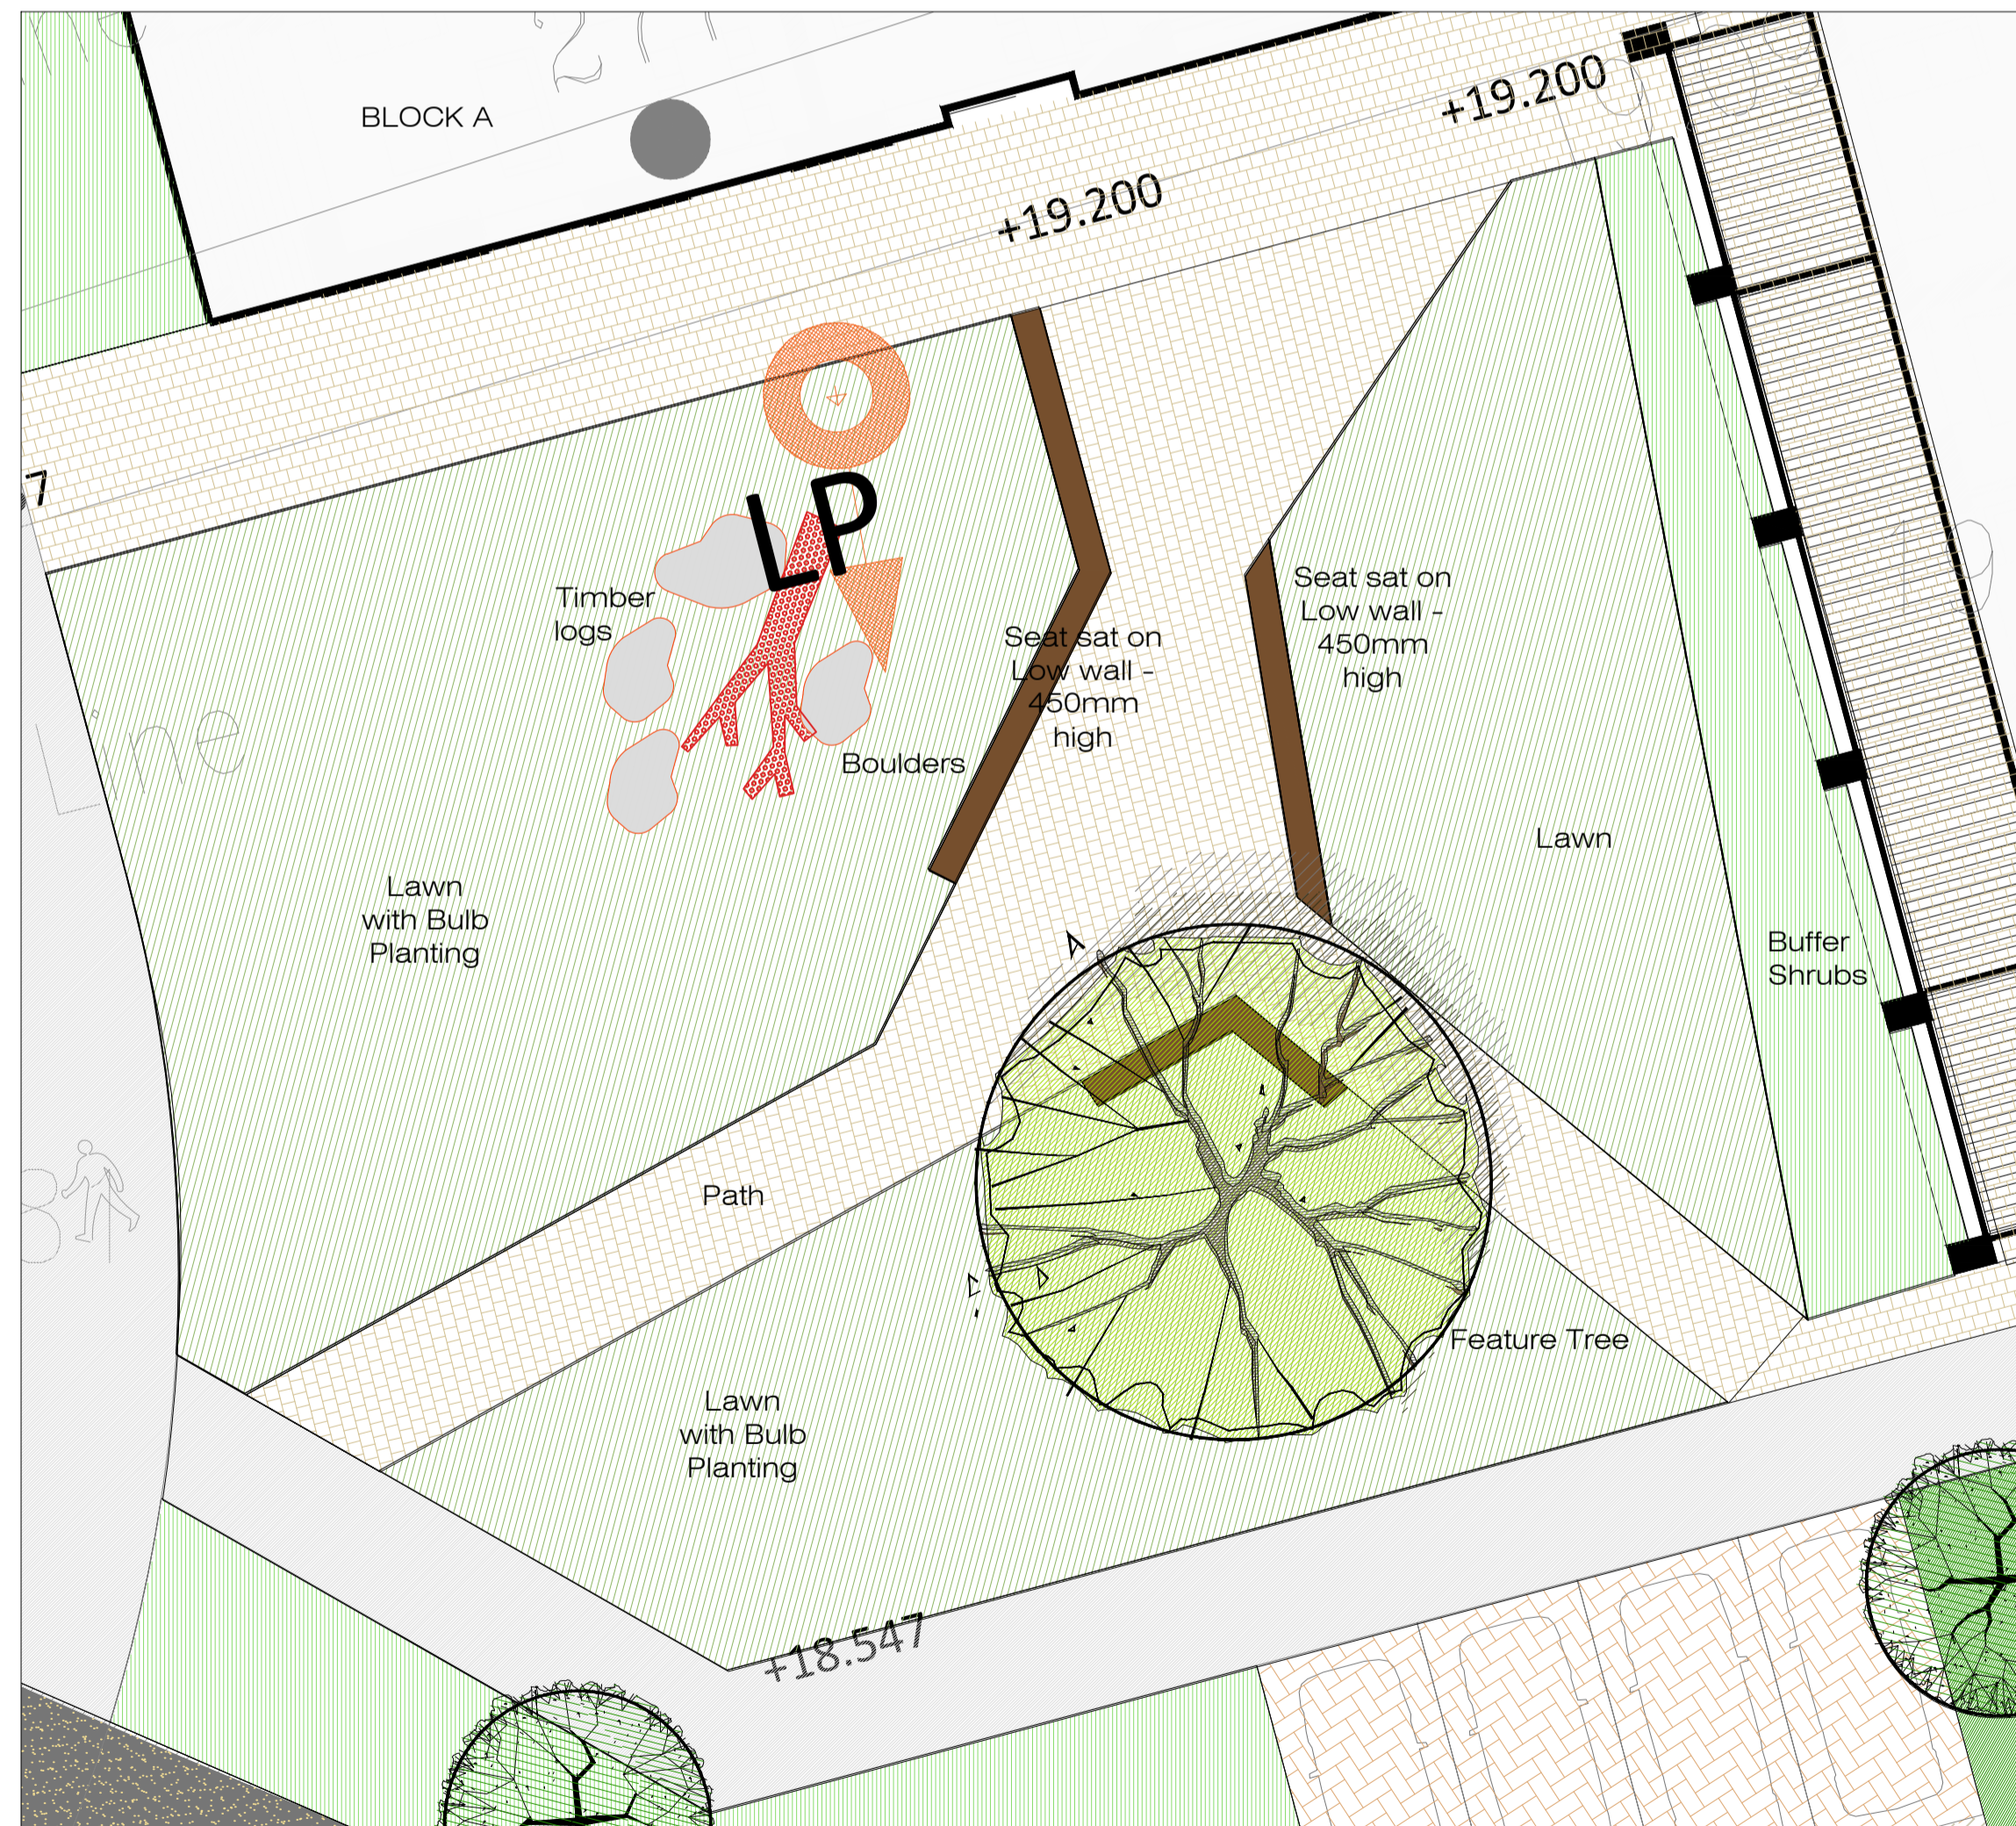 BLOCK A
+19.200
+19.200
7
LP
Timber
logs
Seat sat on
Low wall -
450mm
high
Seat sat on
Low wall -
450mm
high
Boulders
Line
Lawn
Lawn
with Bulb
Planting
Buffer
Shrubs
Path
Feature Tree
Lawn
with Bulb
Planting
+18.547